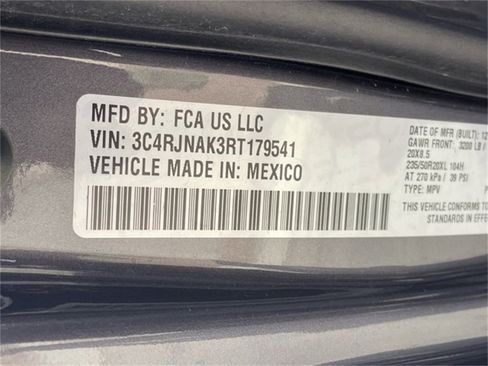 MFD BY: FCA US LLC
VIN: 3C4RJNAK3RT179541
VEHICLE MADE IN: MEXICO
DATE OF MFR (BUILT): 12
GAWR FRONT: 3200 LB /
20X8.5
235/50R20XL 104H
AT 270 kPa / 39 PSI
TYPE: MPV
THIS VEHICLE CONFORMS
STANDARDS IN EFFE